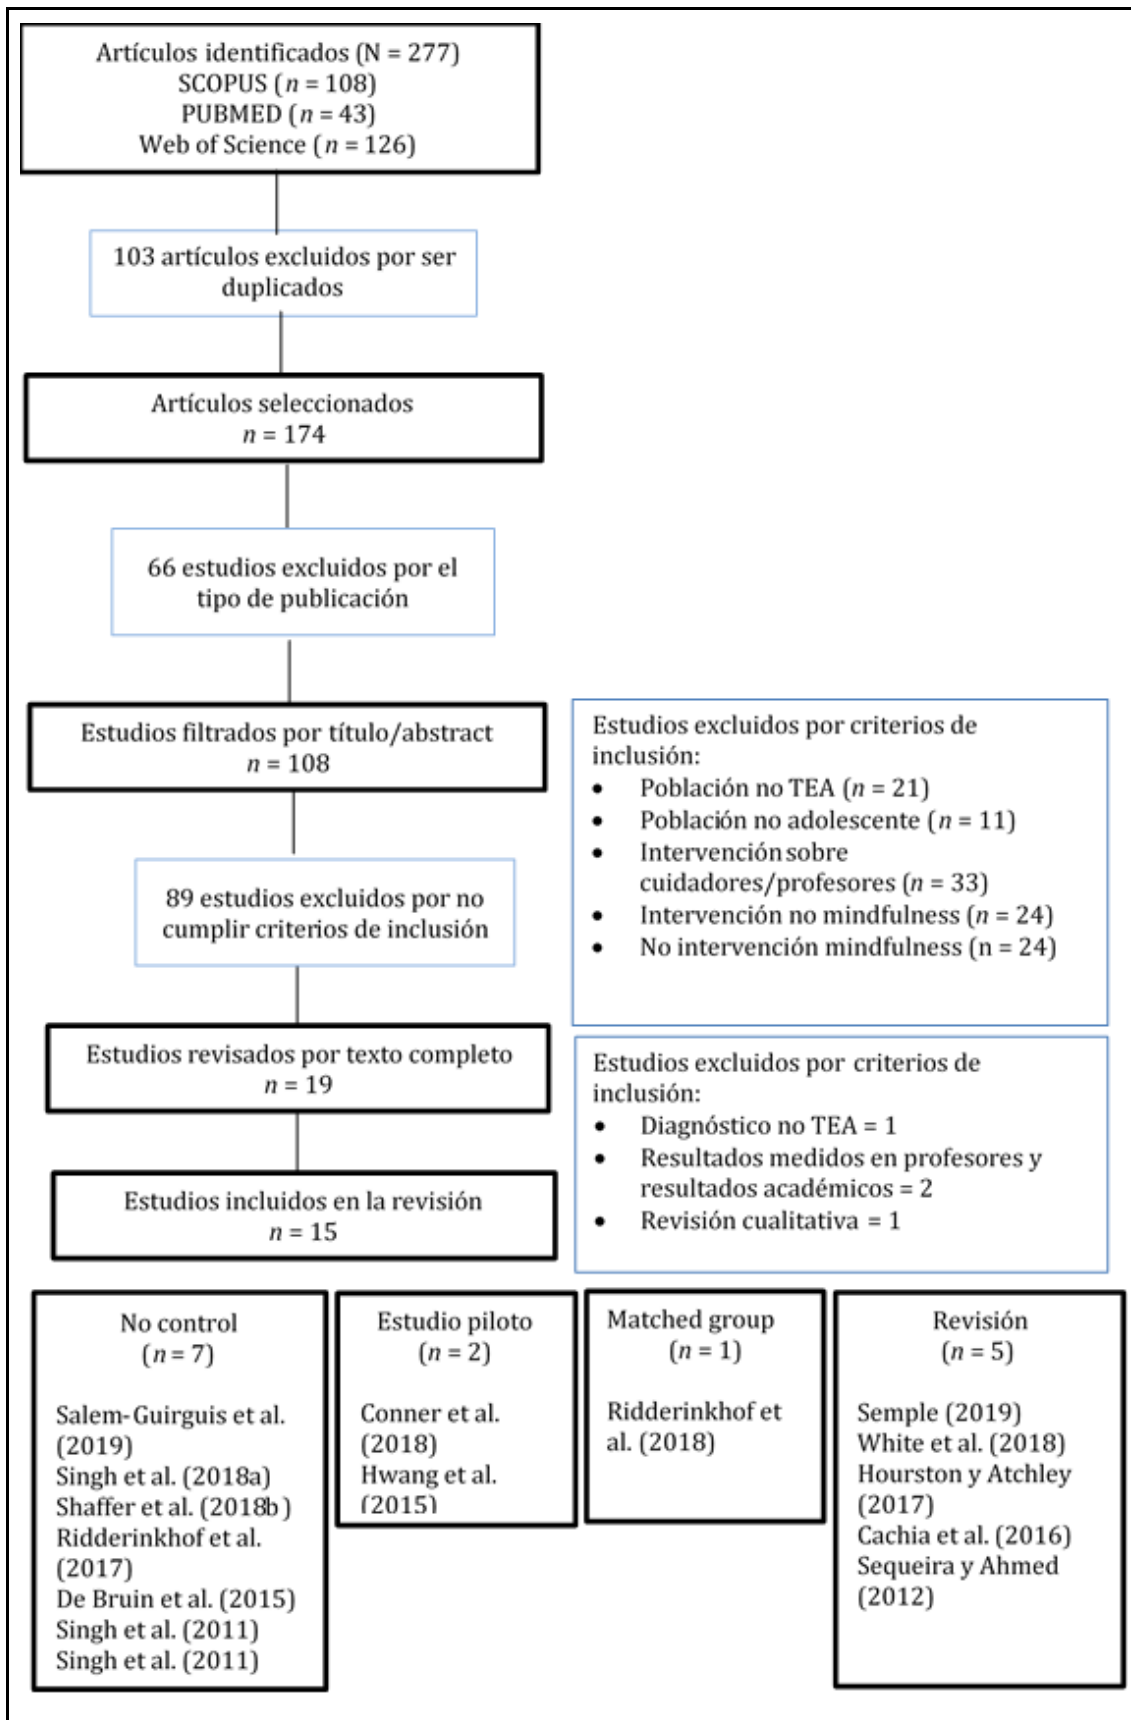 Artículos identificados (N = 277)
SCOPUS (n = 108)
PUBMED (n = 43)
Web of Science (n = 126)
103 artículos excluidos por ser
duplicados
Artículos seleccionados
n = 174
66 estudios excluidos por el
tipo de publicación
Estudios filtrados por título/abstract
n = 108
89 estudios excluidos por no
cumplir criterios de inclusión
Estudios excluidos por criterios de
inclusión:
• Población no TEA (n = 21)
• Población no adolescente (n = 11)
• Intervención sobre
cuidadores/profesores (n = 33)
• Intervención no mindfulness (n = 24)
• No intervención mindfulness (n = 24)
Estudios revisados por texto completo
n = 19
Estudios excluidos por criterios de
inclusión:
• Diagnóstico no TEA = 1
• Resultados medidos en profesores y
resultados académicos = 2
• Revisión cualitativa = 1
Estudios incluidos en la revisión
n = 15
No control
(n = 7)
Salem-Guirguis et al.
(2019)
Singh et al. (2018a)
Shaffer et al. (2018b)
Ridderinkhof et al.
(2017)
De Bruin et al. (2015)
Singh et al. (2011)
Singh et al. (2011)
Estudio piloto
(n = 2)
Conner et al.
(2018)
Hwang et al.
(2015)
Matched group
(n = 1)
Ridderinkhof et
al. (2018)
Revisión
(n = 5)
Semple (2019)
White et al. (2018)
Hourston y Atchley
(2017)
Cachia et al. (2016)
Sequeira y Ahmed
(2012)